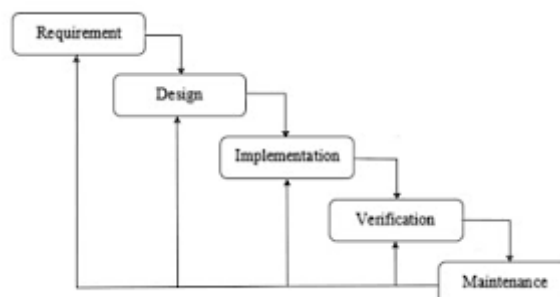 Requirement
Design
Implementation
Verification
Maintenance